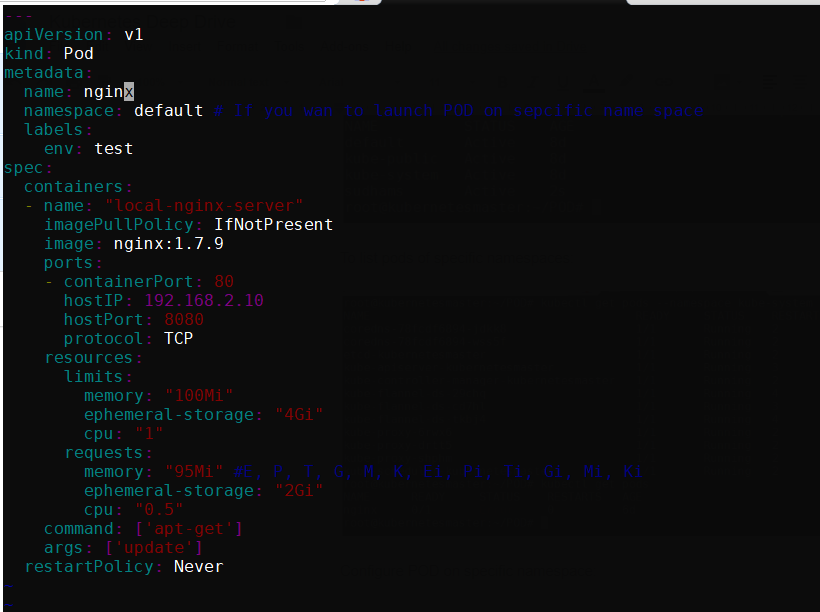 ---
apiVersion: v1
kind: Pod
metadata:
  name: nginx
  namespace: default # If you wan to launch POD on sepcific name space
  labels:
    env: test
spec:
  containers:
  - name: "local-nginx-server"
    imagePullPolicy: IfNotPresent
    image: nginx:1.7.9
    ports:
    - containerPort: 80
      hostIP: 192.168.2.10
      hostPort: 8080
      protocol: TCP
    resources:
      limits:
        memory: "100Mi"
        ephemeral-storage: "4Gi"
        cpu: "1"
      requests:
        memory: "95Mi" #E, P, T, G, M, K, Ei, Pi, Ti, Gi, Mi, Ki
        ephemeral-storage: "2Gi"
        cpu: "0.5"
    command: ['apt-get']
    args: ['update']
  restartPolicy: Never
~
~